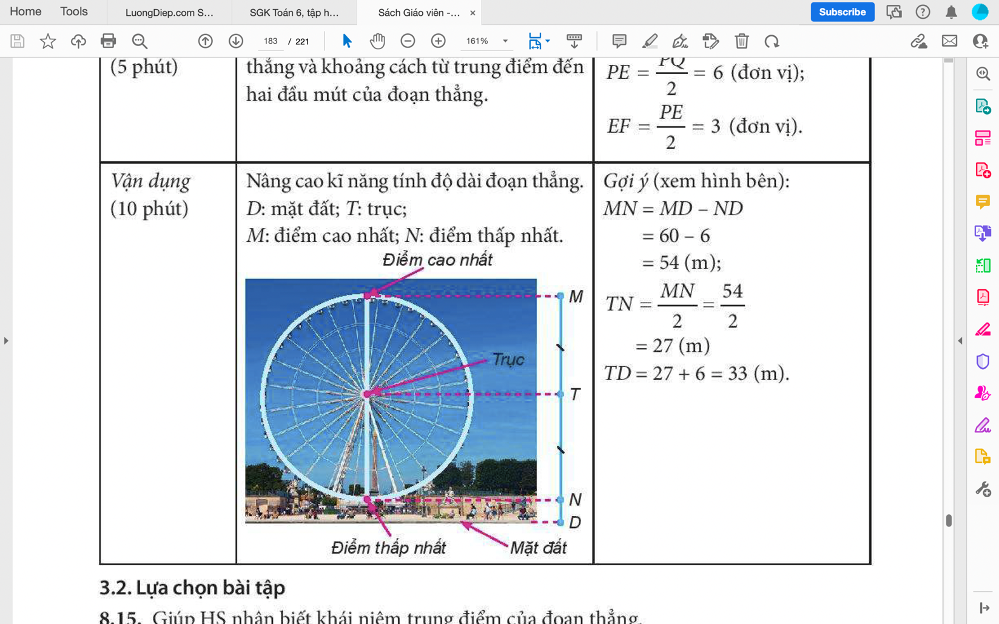 Home Tools LuongDiep.com S... SGK Toán 6, tập h... Sách Giáo viên -... × Subscribe
183 / 221 161%
(5 phút)
thẳng và khoảng cách từ trung điểm đến
hai đầu mút của đoạn thẳng.
PE = PQ/2 = 6 (đơn vị);
EF = PE/2 = 3 (đơn vị).
Vận dụng
(10 phút)
Nâng cao kĩ năng tính độ dài đoạn thẳng.
D: mặt đất; T: trục;
M: điểm cao nhất; N: điểm thấp nhất.
Điểm cao nhất
M
Trục
T
N
D
Điểm thấp nhất
Mặt đất
Gợi ý (xem hình bên):
MN = MD – ND
= 60 – 6
= 54 (m);
TN = MN/2 = 54/2
= 27 (m)
TD = 27 + 6 = 33 (m).
3.2. Lựa chọn bài tập
8.15. Giúp HS nhận biết khái niệm trung điểm của đoạn thẳng.